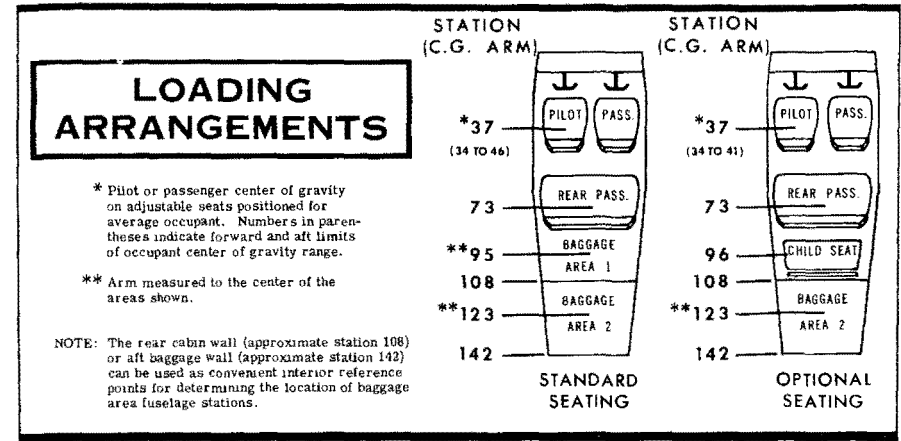 LOADING
ARRANGEMENTS
* Pilot or passenger center of gravity
on adjustable seats positioned for
average occupant. Numbers in paren-
theses indicate forward and aft limits
of occupant center of gravity range.
** Arm measured to the center of the
areas shown.
NOTE: The rear cabin wall (approximate station 108)
or aft baggage wall (approximate station 142)
can be used as convenient interior reference
points for determining the location of baggage
area fuselage stations.
STATION
(C.G. ARM)
PILOT PASS.
*37
(34 TO 46)
REAR PASS.
73
**95
BAGGAGE
AREA 1
108
BAGGAGE
**123
AREA 2
142
STANDARD
SEATING
STATION
(C.G. ARM)
PILOT PASS.
*37
(34 TO 41)
REAR PASS.
73
96 CHILD SEAT
108
BAGGAGE
**123
AREA 2
142
OPTIONAL
SEATING